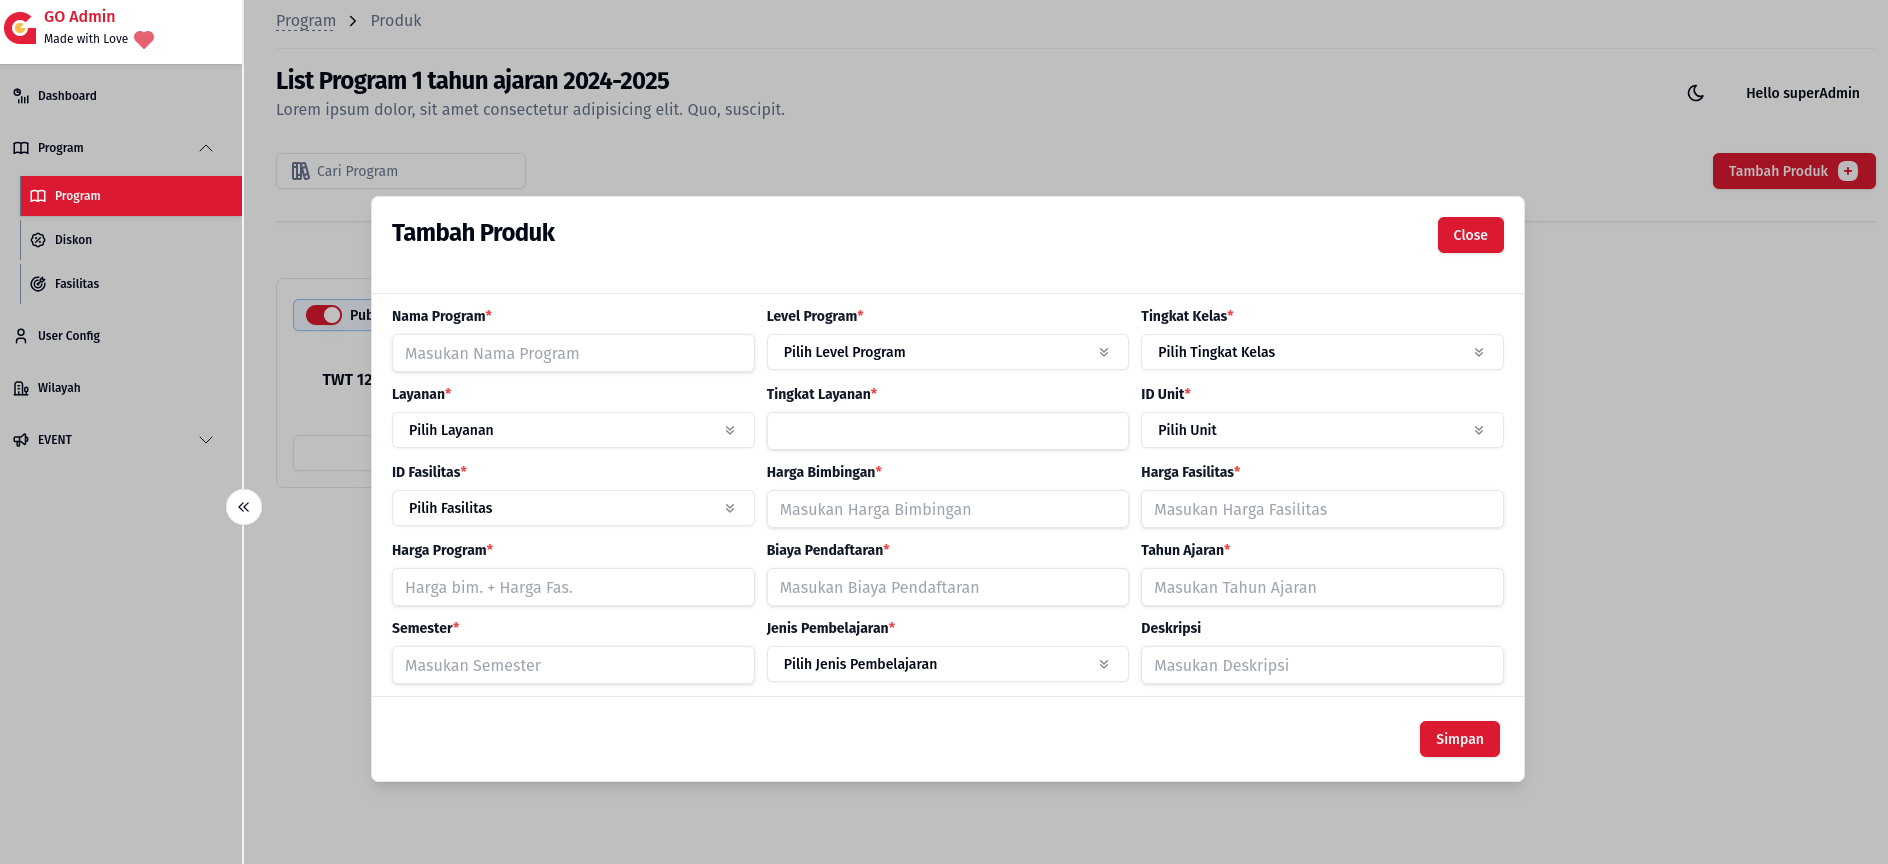 GO Admin
Made with Love
Dashboard
Program
Program
Diskon
Fasilitas
User Config
Wilayah
EVENT
Program > Produk
List Program 1 tahun ajaran 2024-2025
Lorem ipsum dolor, sit amet consectetur adipisicing elit. Quo, suscipit.
Hello superAdmin
Cari Program
Tambah Produk
Pub
TWT 12
Tambah Produk
Close
Nama Program* Level Program* Tingkat Kelas*
Masukan Nama Program Pilih Level Program Pilih Tingkat Kelas
Layanan* Tingkat Layanan* ID Unit*
Pilih Layanan Pilih Unit
ID Fasilitas* Harga Bimbingan* Harga Fasilitas*
Pilih Fasilitas Masukan Harga Bimbingan Masukan Harga Fasilitas
Harga Program* Biaya Pendaftaran* Tahun Ajaran*
Harga bim. + Harga Fas. Masukan Biaya Pendaftaran Masukan Tahun Ajaran
Semester* Jenis Pembelajaran* Deskripsi
Masukan Semester Pilih Jenis Pembelajaran Masukan Deskripsi
Simpan